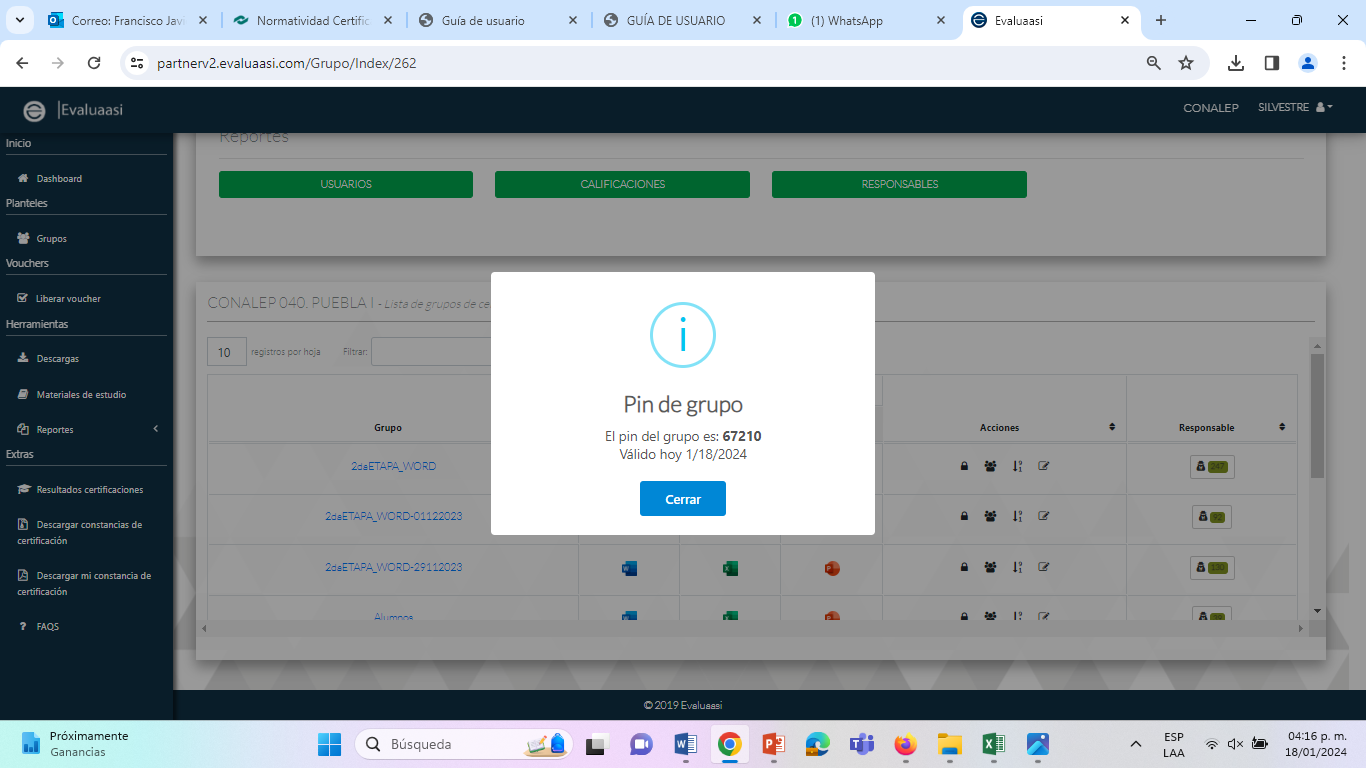 Correo: Francisco Javi
Normatividad Certific
Guía de usuario
GUÍA DE USUARIO
(1) WhatsApp
Evaluaasi
partnerv2.evaluaasi.com/Grupo/Index/262
|Evaluaasi
CONALEP
SILVESTRE
Inicio
Dashboard
Planteles
Grupos
Vouchers
Liberar voucher
Herramientas
Descargas
Materiales de estudio
Reportes
Extras
Resultados certificaciones
Descargar constancias de
certificación
Descargar mi constancia de
certificación
FAQS
Reportes
USUARIOS
CALIFICACIONES
RESPONSABLES
CONALEP 040. PUEBLA I - Lista de grupos de ce
10 registros por hoja Filtrar:
Grupo
Acciones
Responsable
2daETAPA_WORD
247
2daETAPA_WORD-01122023
2daETAPA_WORD-29112023
130
Alumnos
Pin de grupo
El pin del grupo es: 67210
Válido hoy 1/18/2024
Cerrar
© 2019 Evaluaasi
Próximamente
Ganancias
Búsqueda
ESP
LAA
04:16 p. m.
18/01/2024